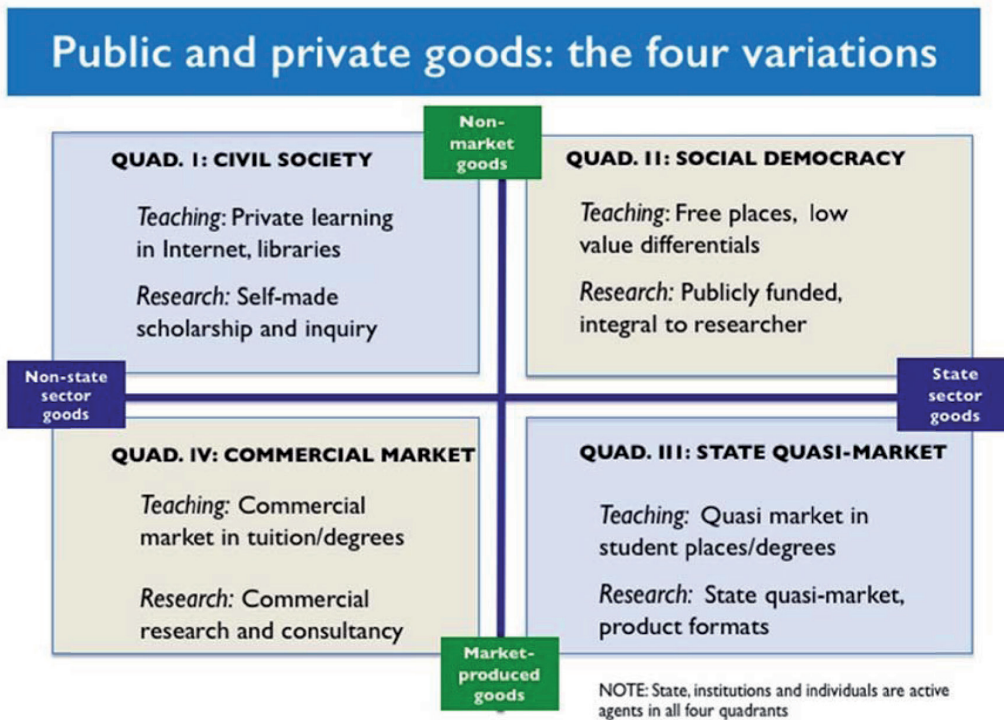 Public and private goods: the four variations
Non-
market
goods
QUAD. I: CIVIL SOCIETY
Teaching: Private learning
in Internet, libraries
Research: Self-made
scholarship and inquiry
QUAD. II: SOCIAL DEMOCRACY
Teaching: Free places, low
value differentials
Research: Publicly funded,
integral to researcher
Non-state
sector
goods
State
sector
goods
QUAD. IV: COMMERCIAL MARKET
Teaching: Commercial
market in tuition/degrees
Research: Commercial
research and consultancy
QUAD. III: STATE QUASI-MARKET
Teaching: Quasi market in
student places/degrees
Research: State quasi-market,
product formats
Market-
produced
goods
NOTE: State, institutions and individuals are active
agents in all four quadrants